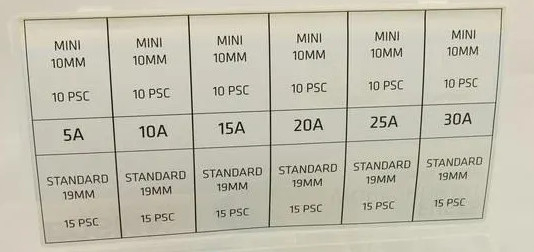 MINI MINI MINI MINI MINI MINI
10MM 10MM 10MM 10MM 10MM 10MM
10 PSC 10 PSC 10 PSC 10 PSC 10 PSC 10 PSC
5A 10A 15A 20A 25A 30A
STANDARD STANDARD STANDARD STANDARD STANDARD STANDARD
19MM 19MM 19MM 19MM 19MM 19MM
15 PSC 15 PSC 15 PSC 15 PSC 15 PSC 15 PSC